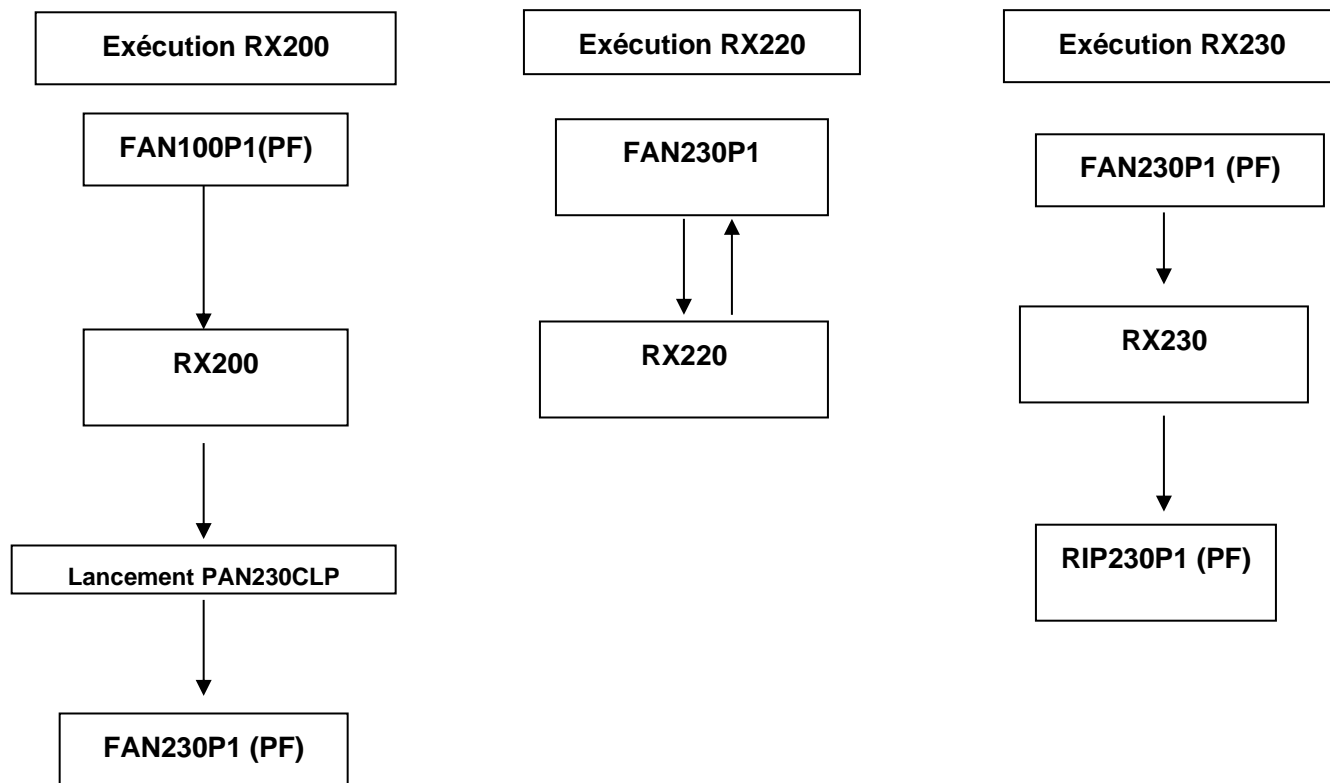 Exécution RX200
FAN100P1(PF)
RX200
Lancement PAN230CLP
FAN230P1 (PF)
Exécution RX220
FAN230P1
RX220
Exécution RX230
FAN230P1 (PF)
RX230
RIP230P1 (PF)